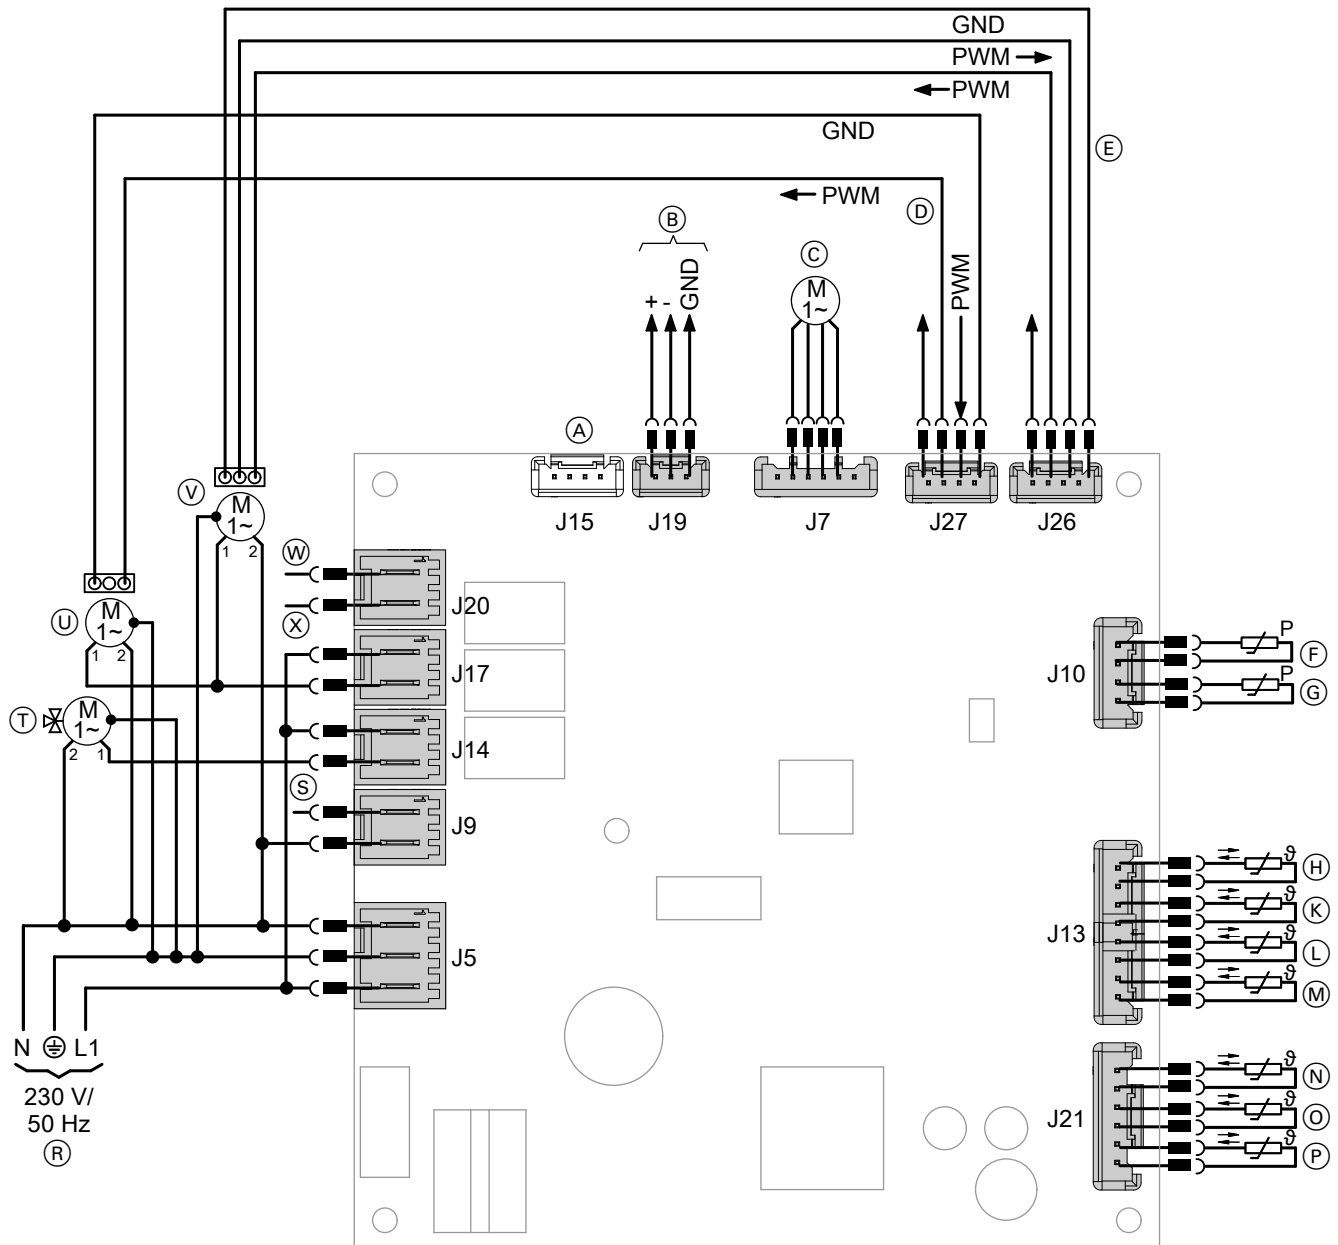 GND
PWM
PWM
GND
E
PWM
D
B
C
+ - GND
PWM
M
1~
A
J15
J19
J7
J27
J26
V
M
1~
1 2
W
J20
X
U
M
1~
1 2
J17
T
M
1~
2 1
J14
S
J9
J5
N L1
230 V/
50 Hz
R
J10
P
F
P
G
J13
ϑ
H
ϑ
K
ϑ
L
ϑ
M
J21
ϑ
N
ϑ
O
ϑ
P